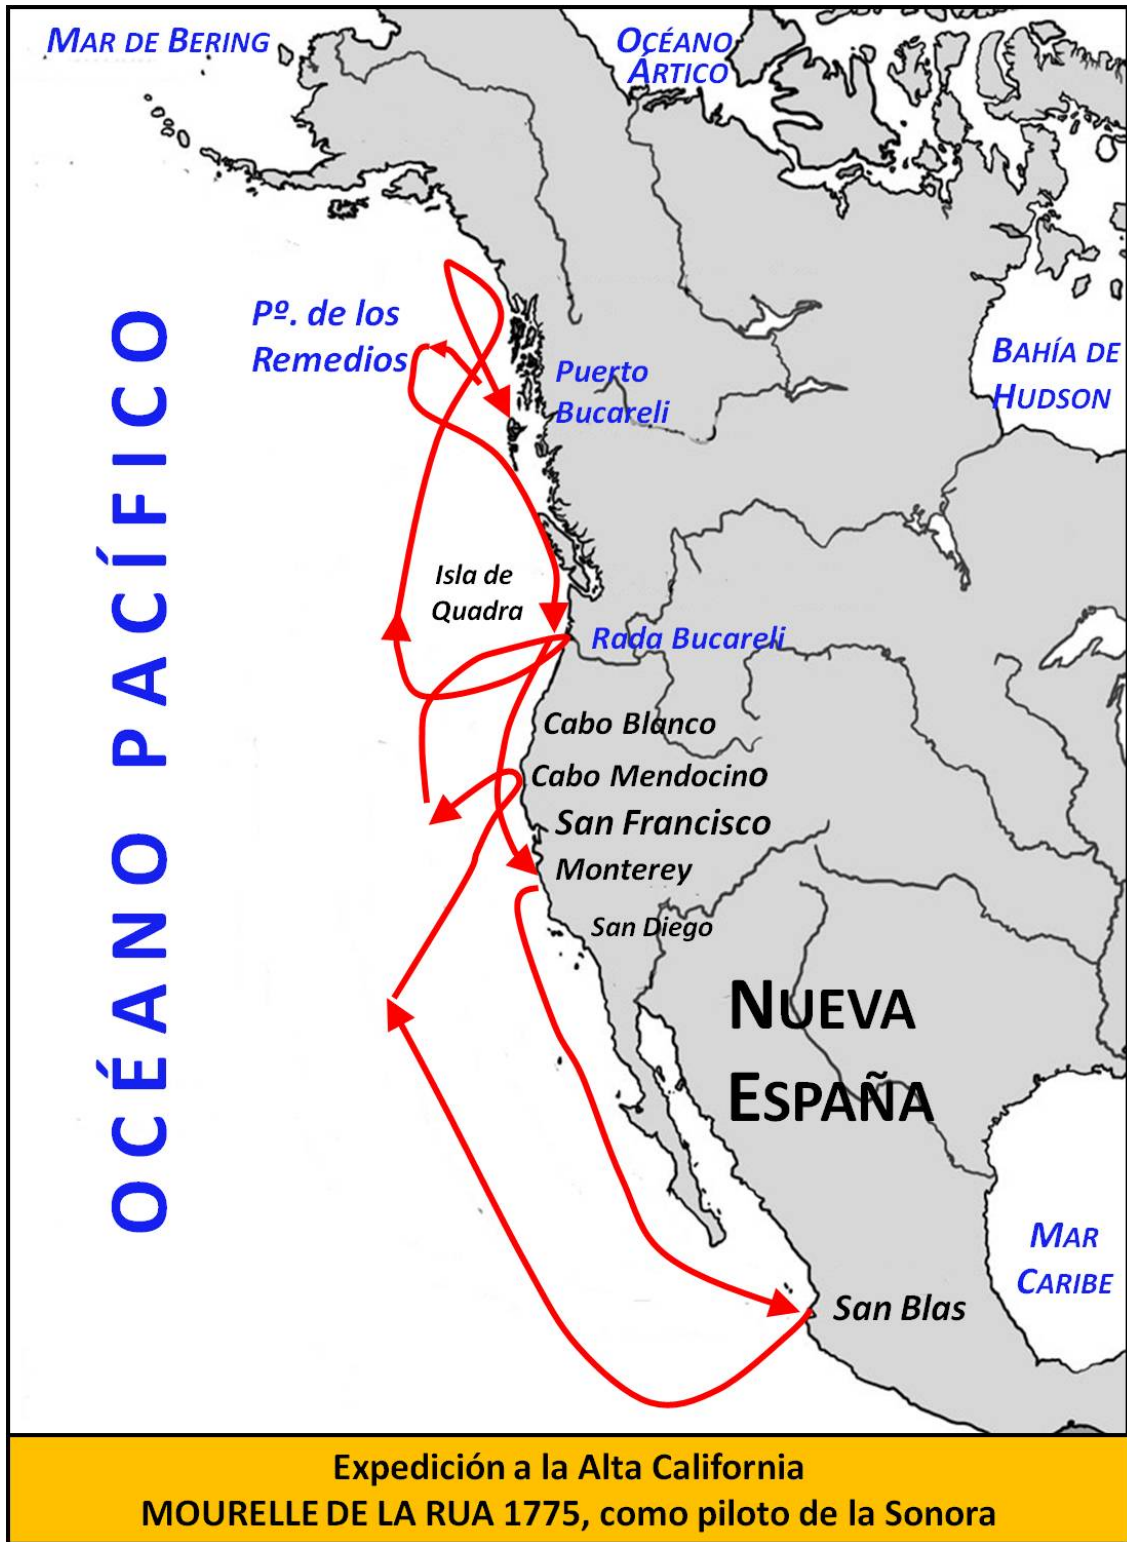 MAR DE BERING
OCÉANO
ÁRTICO
Pº. de los
Remedios
Puerto
Bucareli
BAHÍA DE
HUDSON
OCÉANO PACÍFICO
Isla de
Quadra
Rada Bucareli
Cabo Blanco
Cabo Mendocino
San Francisco
Monterey
San Diego
NUEVA
ESPAÑA
MAR
CARIBE
San Blas
Expedición a la Alta California
MOURELLE DE LA RUA 1775, como piloto de la Sonora